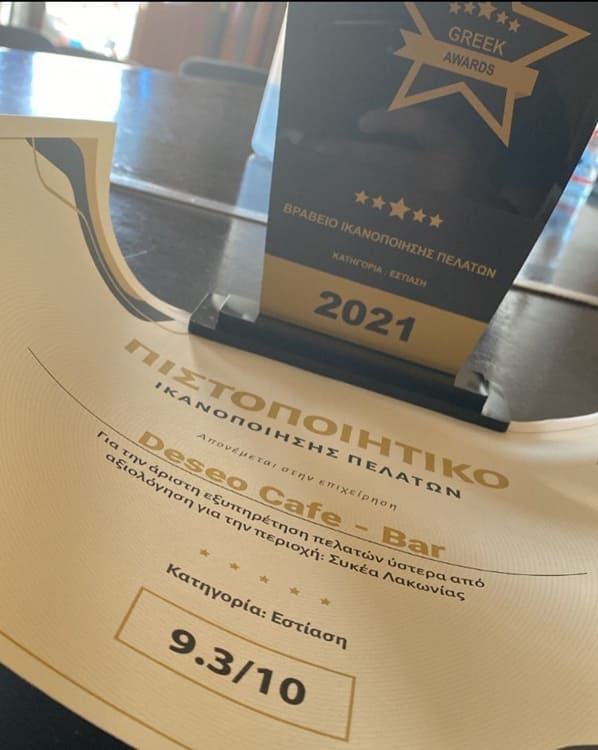 GREEK
AWARDS
ΒΡΑΒΕΙΟ ΙΚΑΝΟΠΟΙΗΣΗΣ ΠΕΛΑΤΩΝ
ΚΑΤΗΓΟΡΙΑ : ΕΣΤΙΑΣΗ
2021
ΠΙΣΤΟΠΟΙΗΤΙΚΟ
ΙΚΑΝΟΠΟΙΗΣΗΣ ΠΕΛΑΤΩΝ
Απονέμεται στην επιχείρηση
Deseo Cafe - Bar
Για την άριστη εξυπηρέτηση πελατών ύστερα από
αξιολόγηση για την περιοχή: Συκέα Λακωνίας
Κατηγορία: Εστίαση
9.3/10